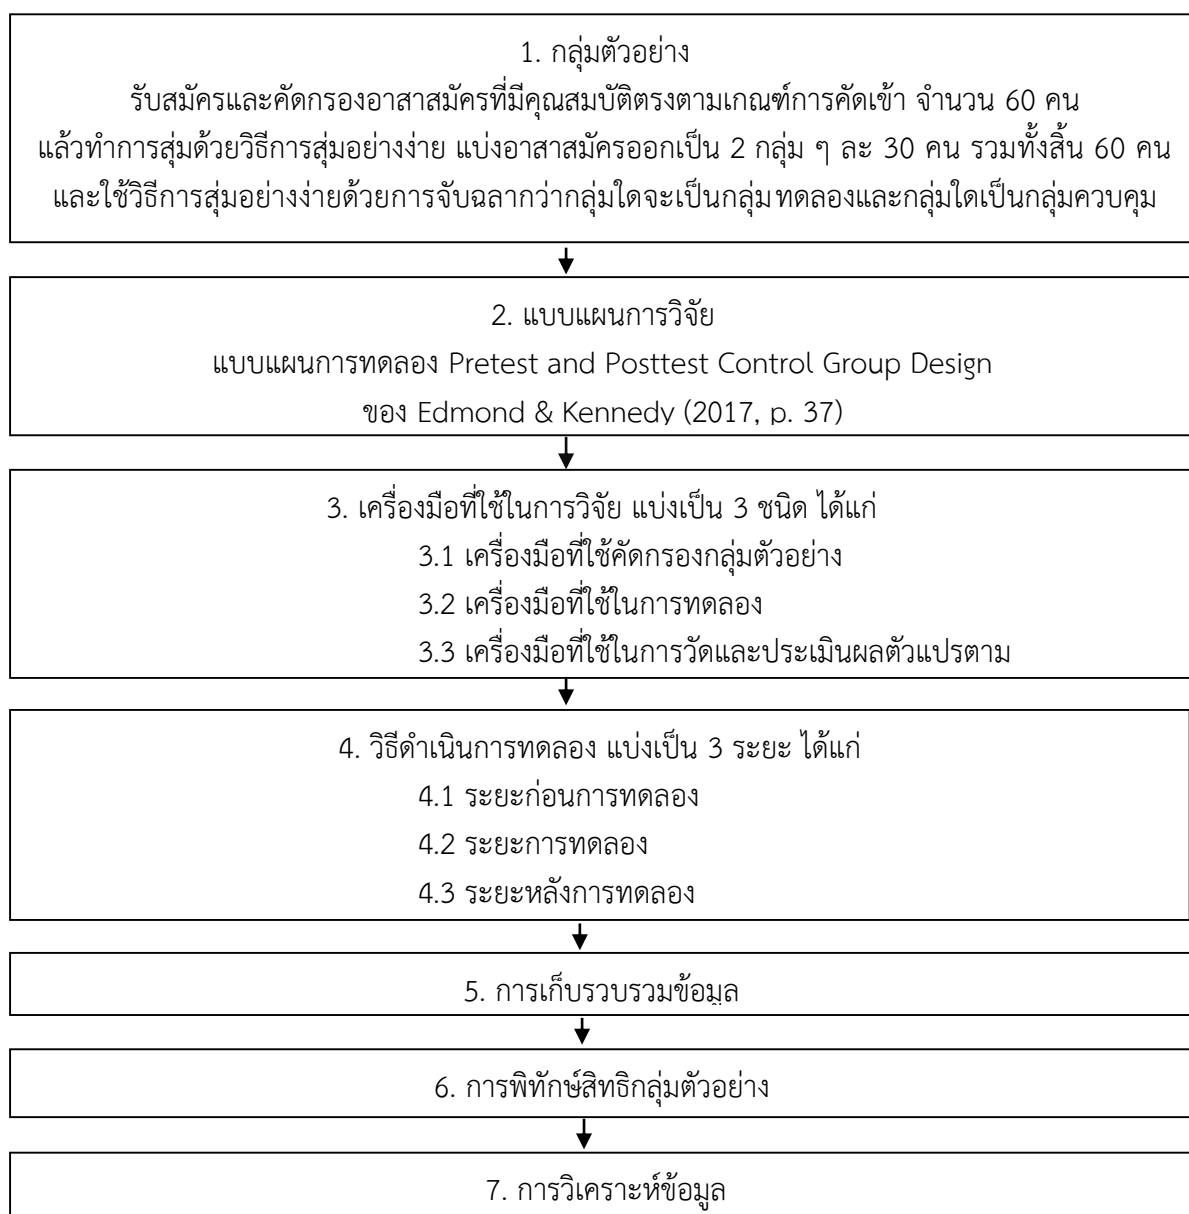 1. กลุ่มตัวอย่าง
รับสมัครและคัดกรองอาสาสมัครที่มีคุณสมบัติตรงตามเกณฑ์การคัดเข้า จำนวน 60 คน
แล้วทำการสุ่มด้วยวิธีการสุ่มอย่างง่าย แบ่งอาสาสมัครออกเป็น 2 กลุ่ม ๆ ละ 30 คน รวมทั้งสิ้น 60 คน
และใช้วิธีการสุ่มอย่างง่ายด้วยการจับฉลากว่ากลุ่มใดจะเป็นกลุ่มทดลองและกลุ่มใดเป็นกลุ่มควบคุม
2. แบบแผนการวิจัย
แบบแผนการทดลอง Pretest and Posttest Control Group Design
ของ Edmond & Kennedy (2017, p. 37)
3. เครื่องมือที่ใช้ในการวิจัย แบ่งเป็น 3 ชนิด ได้แก่
3.1 เครื่องมือที่ใช้คัดกรองกลุ่มตัวอย่าง
3.2 เครื่องมือที่ใช้ในการทดลอง
3.3 เครื่องมือที่ใช้ในการวัดและประเมินผลตัวแปรตาม
4. วิธีดำเนินการทดลอง แบ่งเป็น 3 ระยะ ได้แก่
4.1 ระยะก่อนการทดลอง
4.2 ระยะการทดลอง
4.3 ระยะหลังการทดลอง
5. การเก็บรวบรวมข้อมูล
6. การพิทักษ์สิทธิกลุ่มตัวอย่าง
7. การวิเคราะห์ข้อมูล